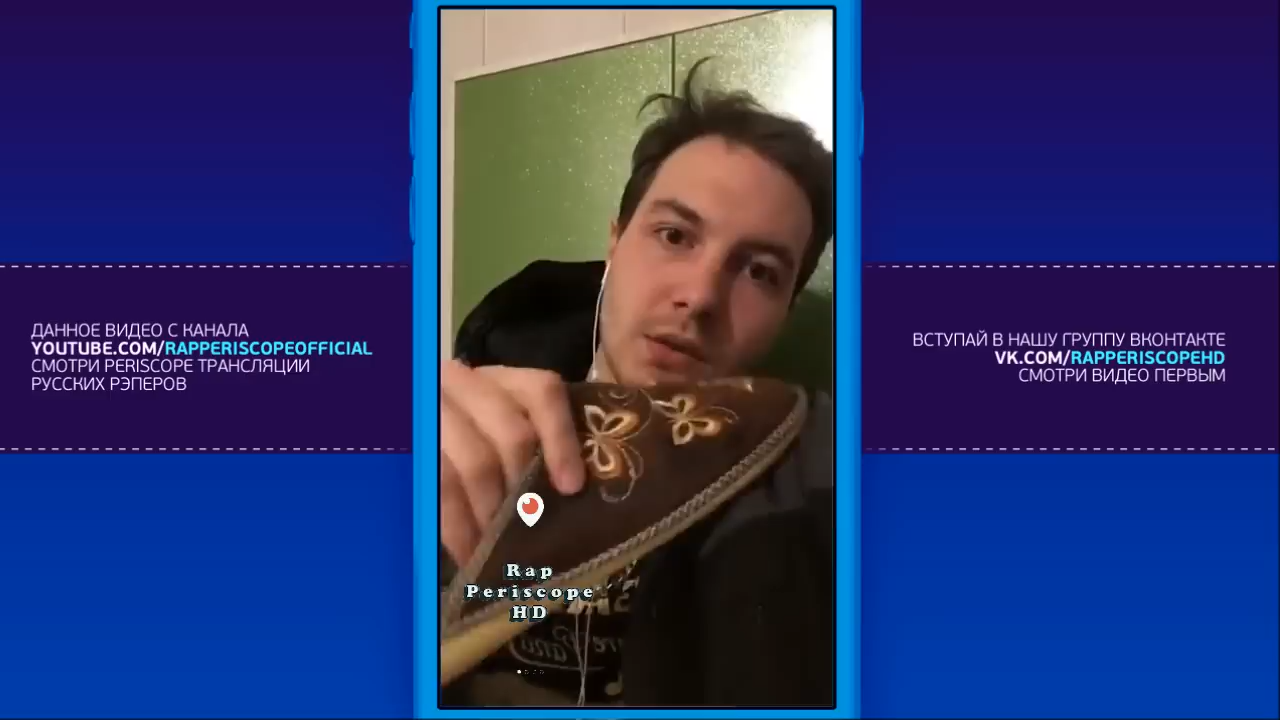 ДАННОЕ ВИДЕО С КАНАЛА
YOUTUBE.COM/RAPPERISCOPEOFFICIAL
СМОТРИ PERISCOPE ТРАНСЛЯЦИИ
РУССКИХ РЭПЕРОВ
Rap
Periscope
HD
ВСТУПАЙ В НАШУ ГРУППУ ВКОНТАКТЕ
VK.COM/RAPPERISCOPEHD
СМОТРИ ВИДЕО ПЕРВЫМ